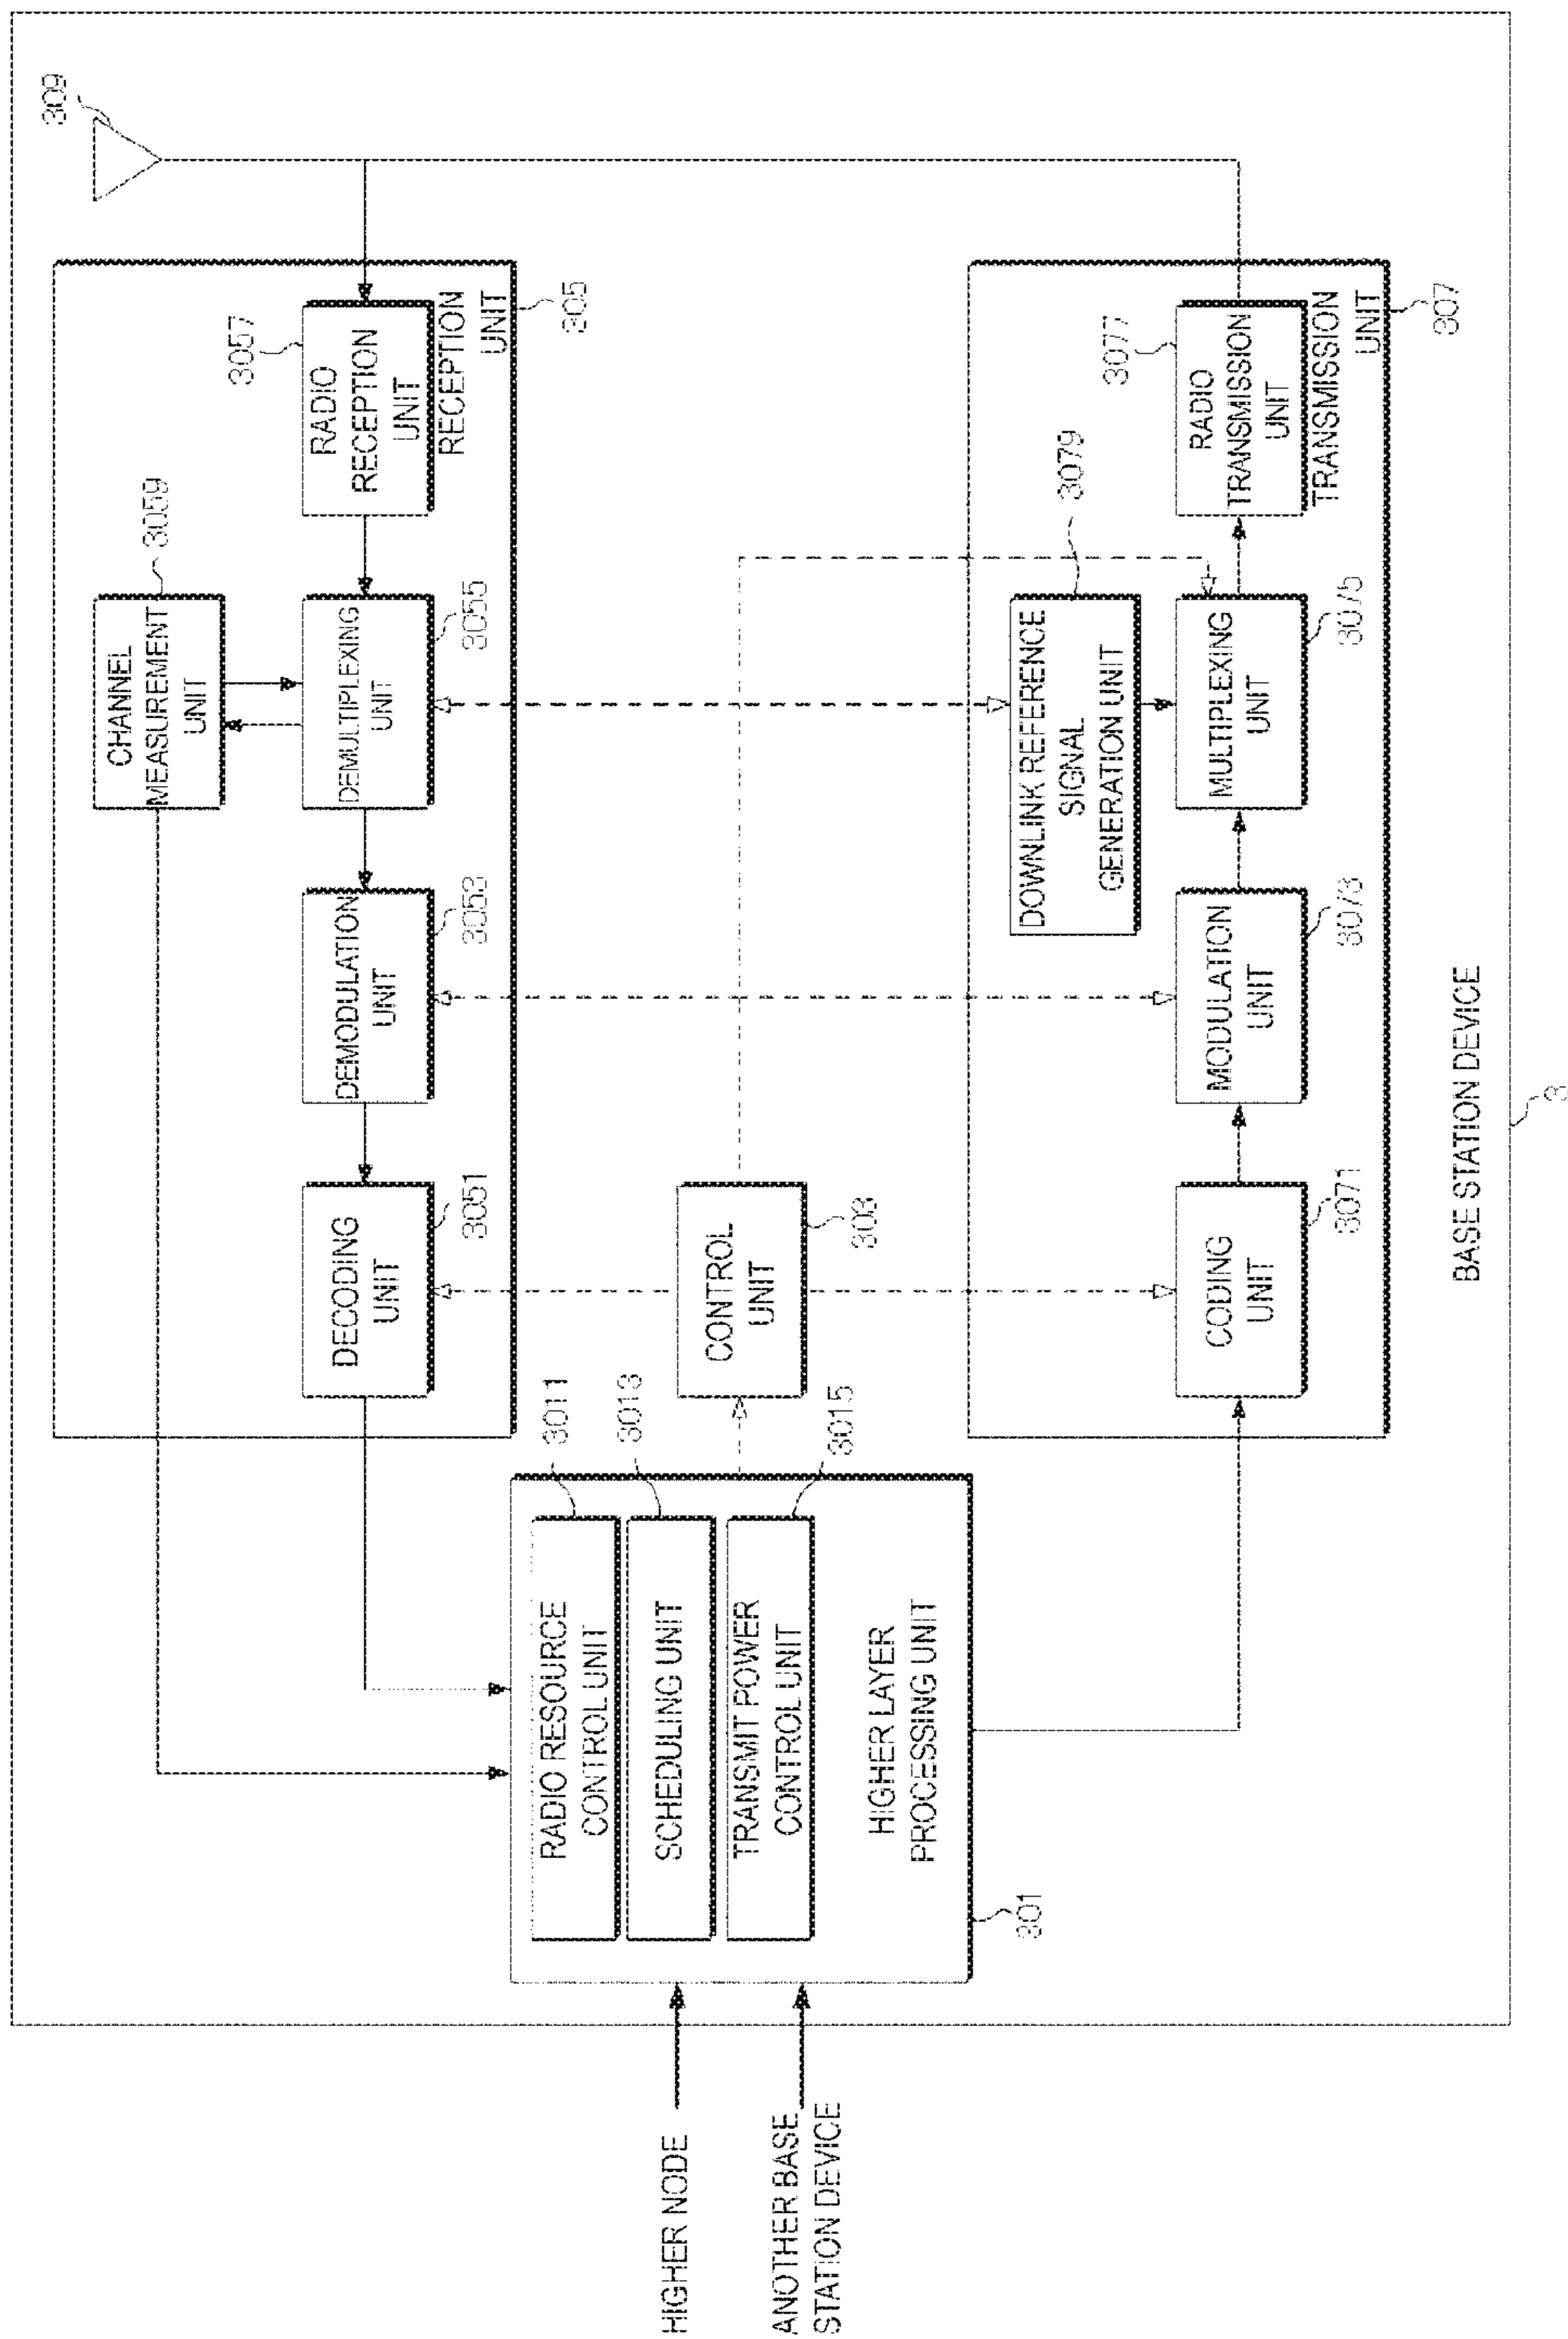 309
3059
CHANNEL
MEASUREMENT
UNIT
3057
DECODING
UNIT
3051
DEMODULATION
UNIT
3053
DEMULTIPLEXING
UNIT
3055
RADIO
RECEPTION
UNIT
RECEPTION
UNIT
305
HIGHER NODE
ANOTHER BASE
STATION DEVICE
RADIO RESOURCE
CONTROL UNIT
3011
SCHEDULING UNIT
3013
TRANSMIT POWER
CONTROL UNIT
3015
HIGHER LAYER
PROCESSING UNIT
301
CONTROL
UNIT
303
DOWNLINK REFERENCE
SIGNAL
GENERATION UNIT
3079
3077
CODING
UNIT
3071
MODULATION
UNIT
3073
MULTIPLEXING
UNIT
3075
RADIO
TRANSMISSION
UNIT
TRANSMISSION
UNIT
307
BASE STATION DEVICE
3